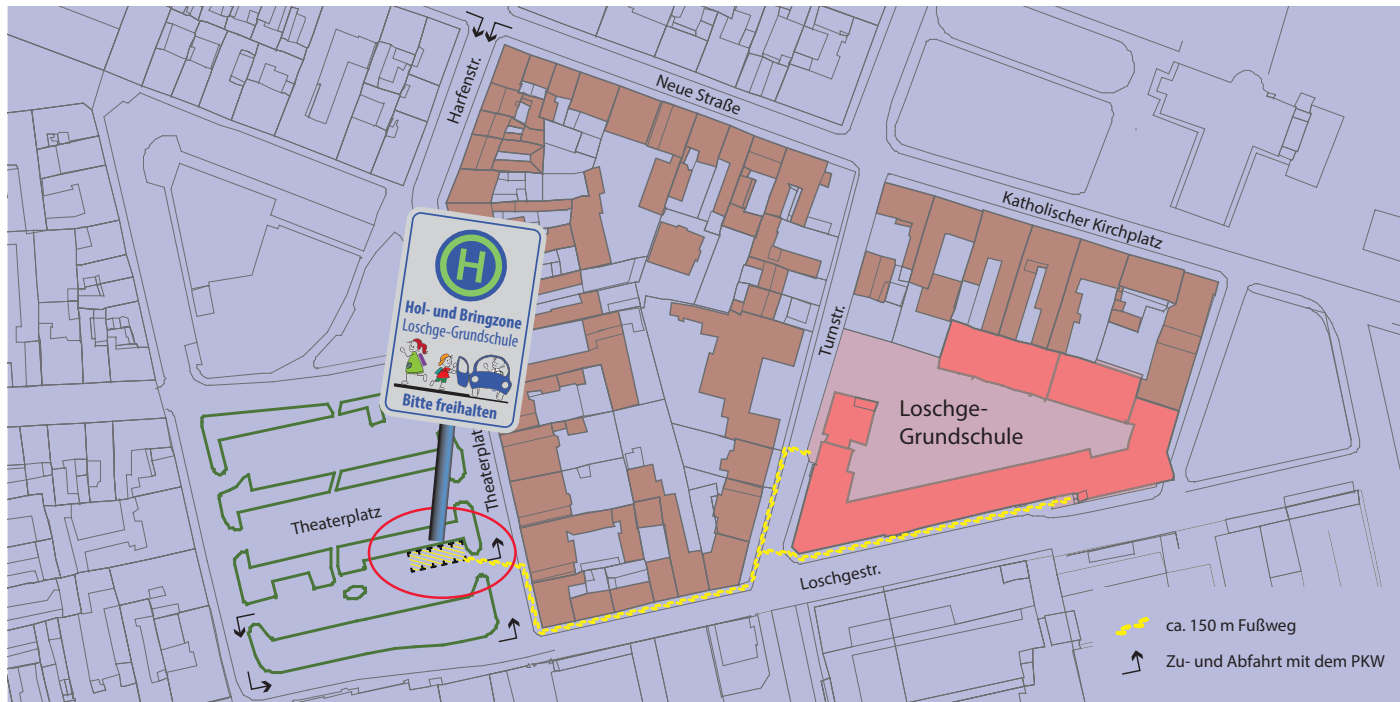 Harfenstr.
Neue Straße
Katholischer Kirchplatz
Turnstr.
H
Hol- und Bringzone
Loschge-Grundschule
Bitte freihalten
Loschge-
Grundschule
Theaterplatz
Theaterplatz
Loschgestr.
ca. 150 m Fußweg
Zu- und Abfahrt mit dem PKW